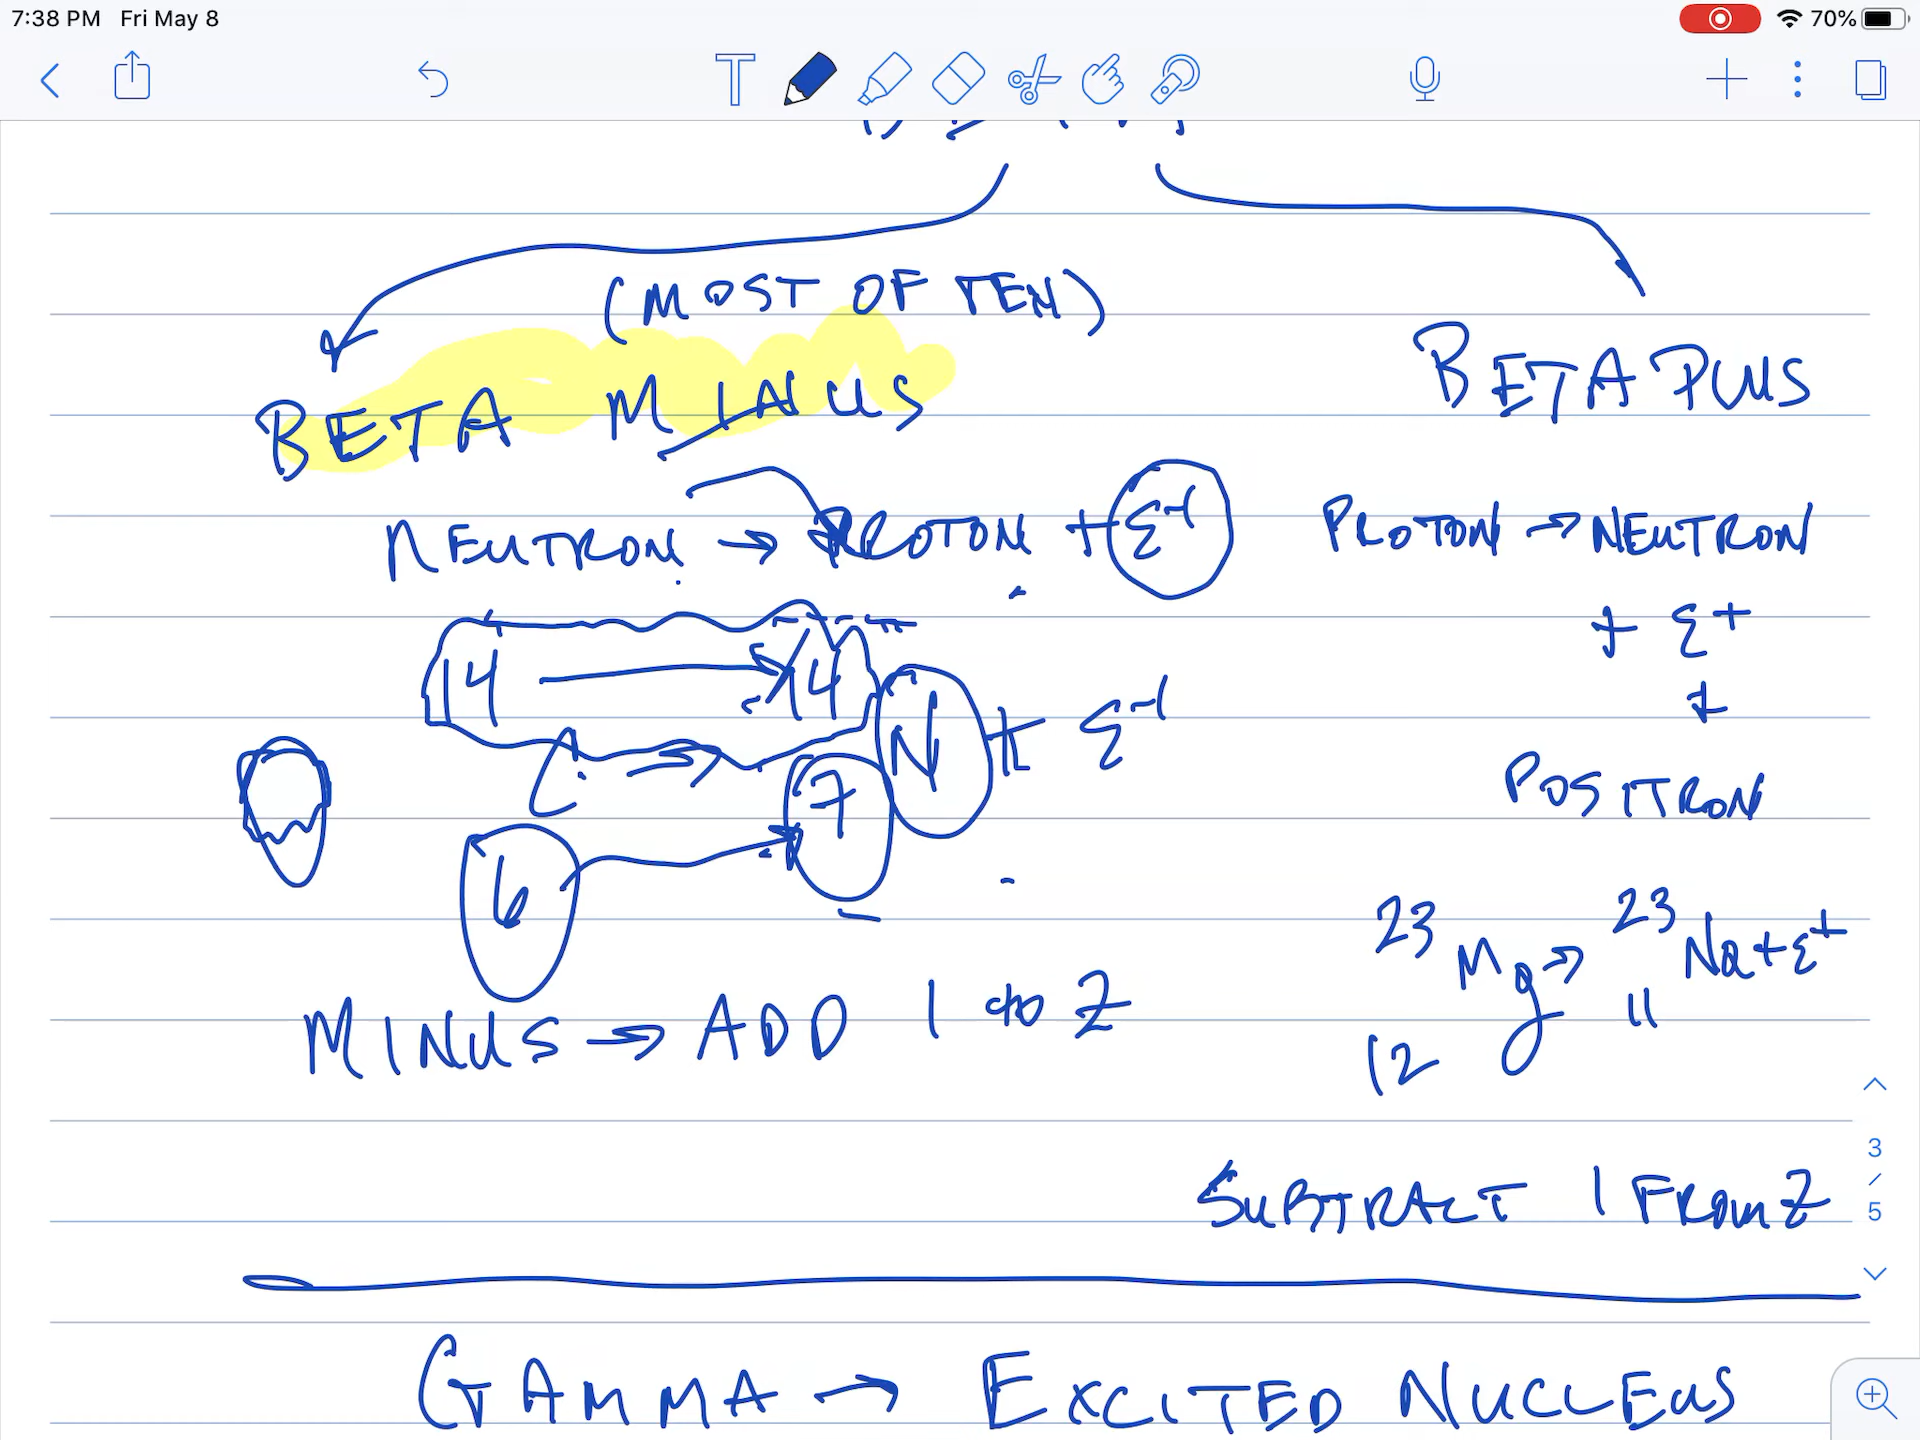 7:38 PM Fri May 8
70%
(MOST OFTEN)
BETA MINUS
BETA PLUS
NEUTRON → PROTON + ε⁻¹
PROTON → NEUTRON
+ ε⁺
14 → 14
C → N + ε⁻¹
6 7
↓
POSITRON
23 Mg → 23 Na + ε⁺
12 11
MINUS → ADD 1 to Z
SUBTRACT 1 FROM Z
3
/
5
GAMMA → EXCITED NUCLEUS